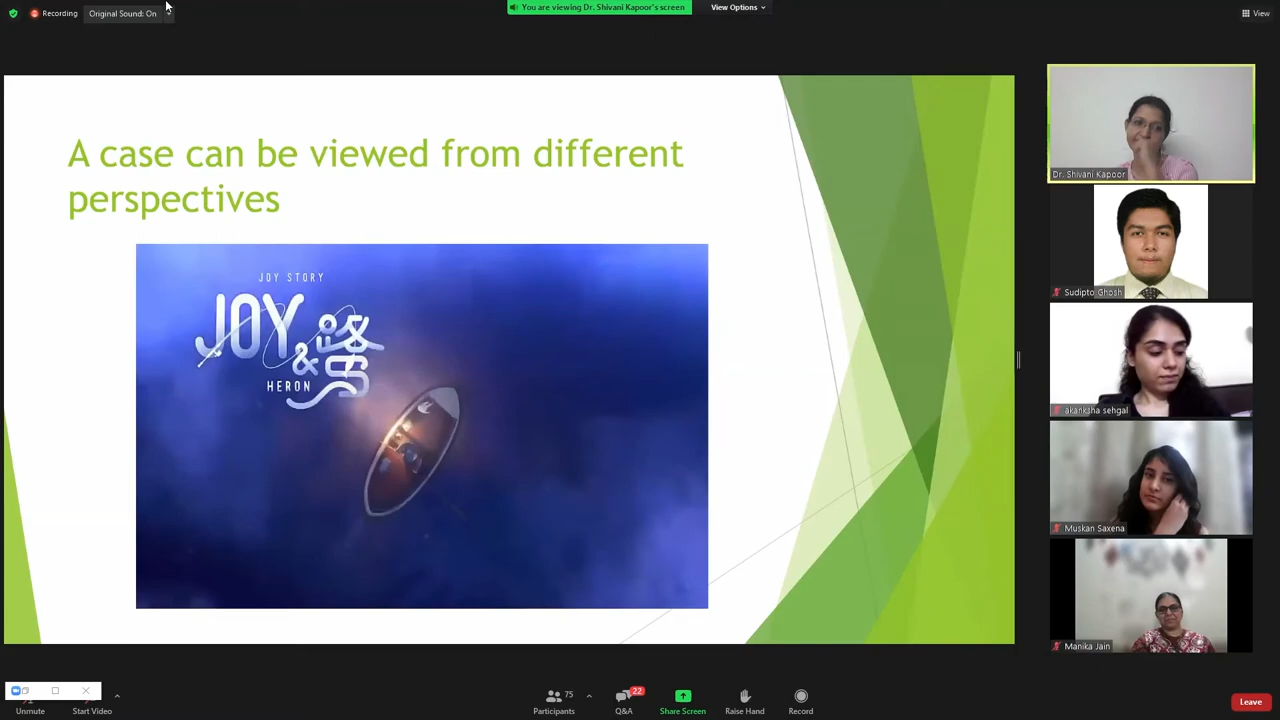 Recording
Original Sound: On
You are viewing Dr. Shivani Kapoor's screen
View Options
View
A case can be viewed from different
perspectives
JOY STORY
JOY
&鹭
HERON
Dr. Shivani Kapoor
Sudipto Ghosh
akanksha sehgal
Muskan Saxena
Manika Jain
Unmute
Start Video
75
Participants
22
Q&A
Share Screen
Raise Hand
Record
Leave